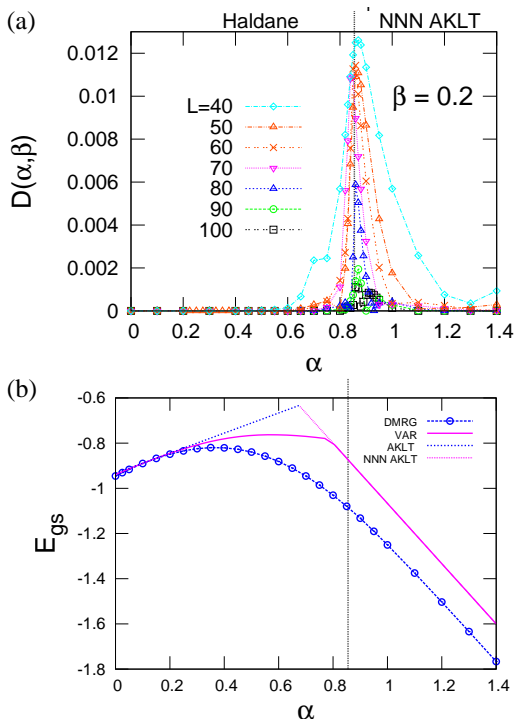 (a)
Haldane
NNN AKLT
0.012
0.01
0.008
0.006
0.004
0.002
0
D(α,β)
L=40
50
60
70
80
90
100
β = 0.2
0 0.2 0.4 0.6 0.8 1 1.2 1.4
α
(b)
-0.6
-0.8
-1
-1.2
-1.4
-1.6
-1.8
E_gs
DMRG
VAR
AKLT
NNN AKLT
0 0.2 0.4 0.6 0.8 1 1.2 1.4
α